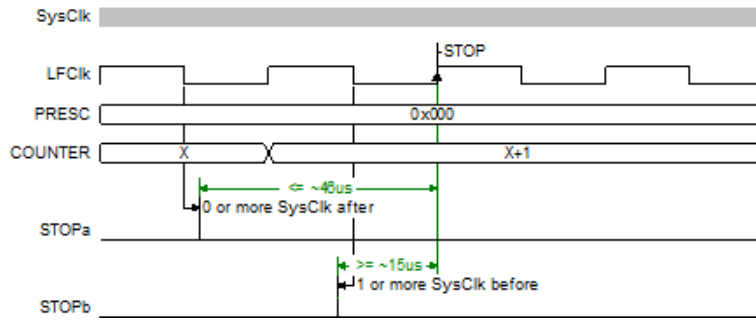 SysClk
-STOP
LFClk
PRESC
0x000
COUNTER
X
X+1
<= ~46us
0 or more SysClk after
STOPa
>= ~15us
1 or more SysClk before
STOPb